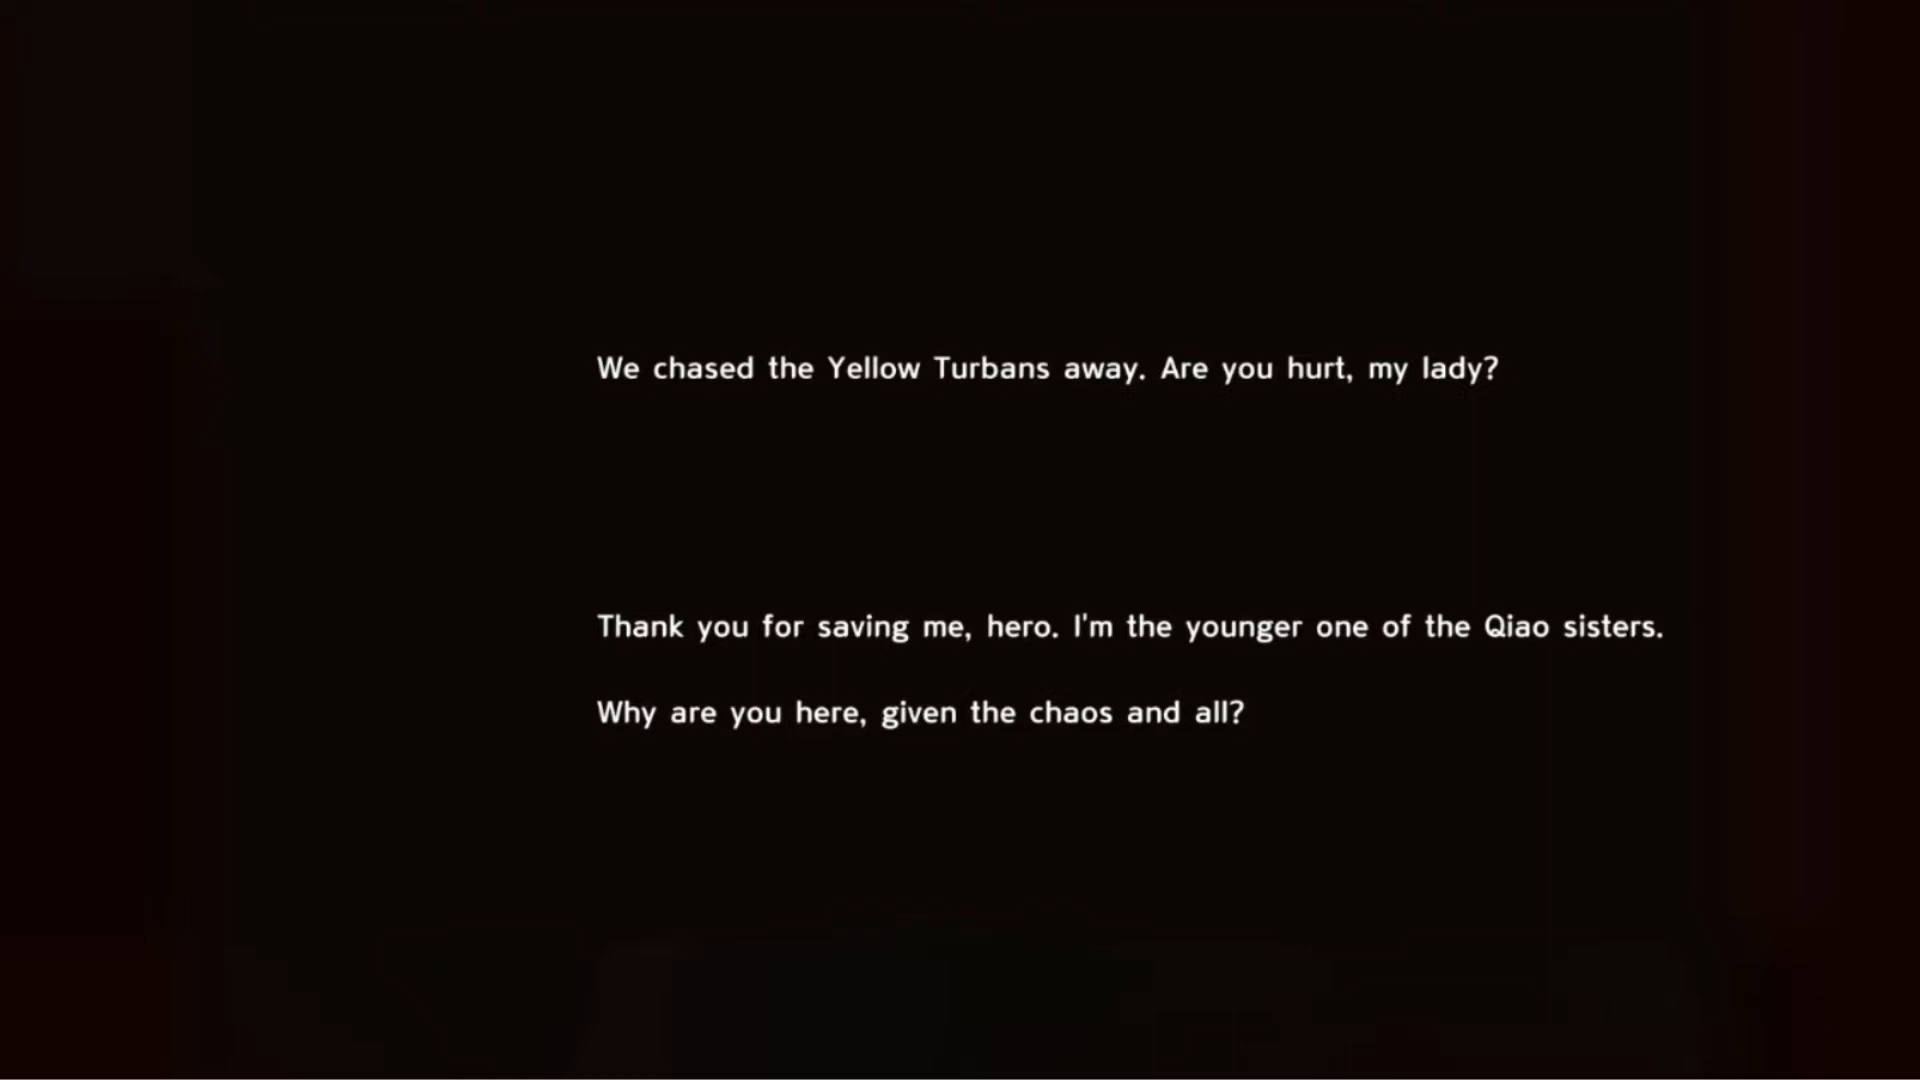 We chased the Yellow Turbans away. Are you hurt, my lady?
Thank you for saving me, hero. I'm the younger one of the Qiao sisters.
Why are you here, given the chaos and all?